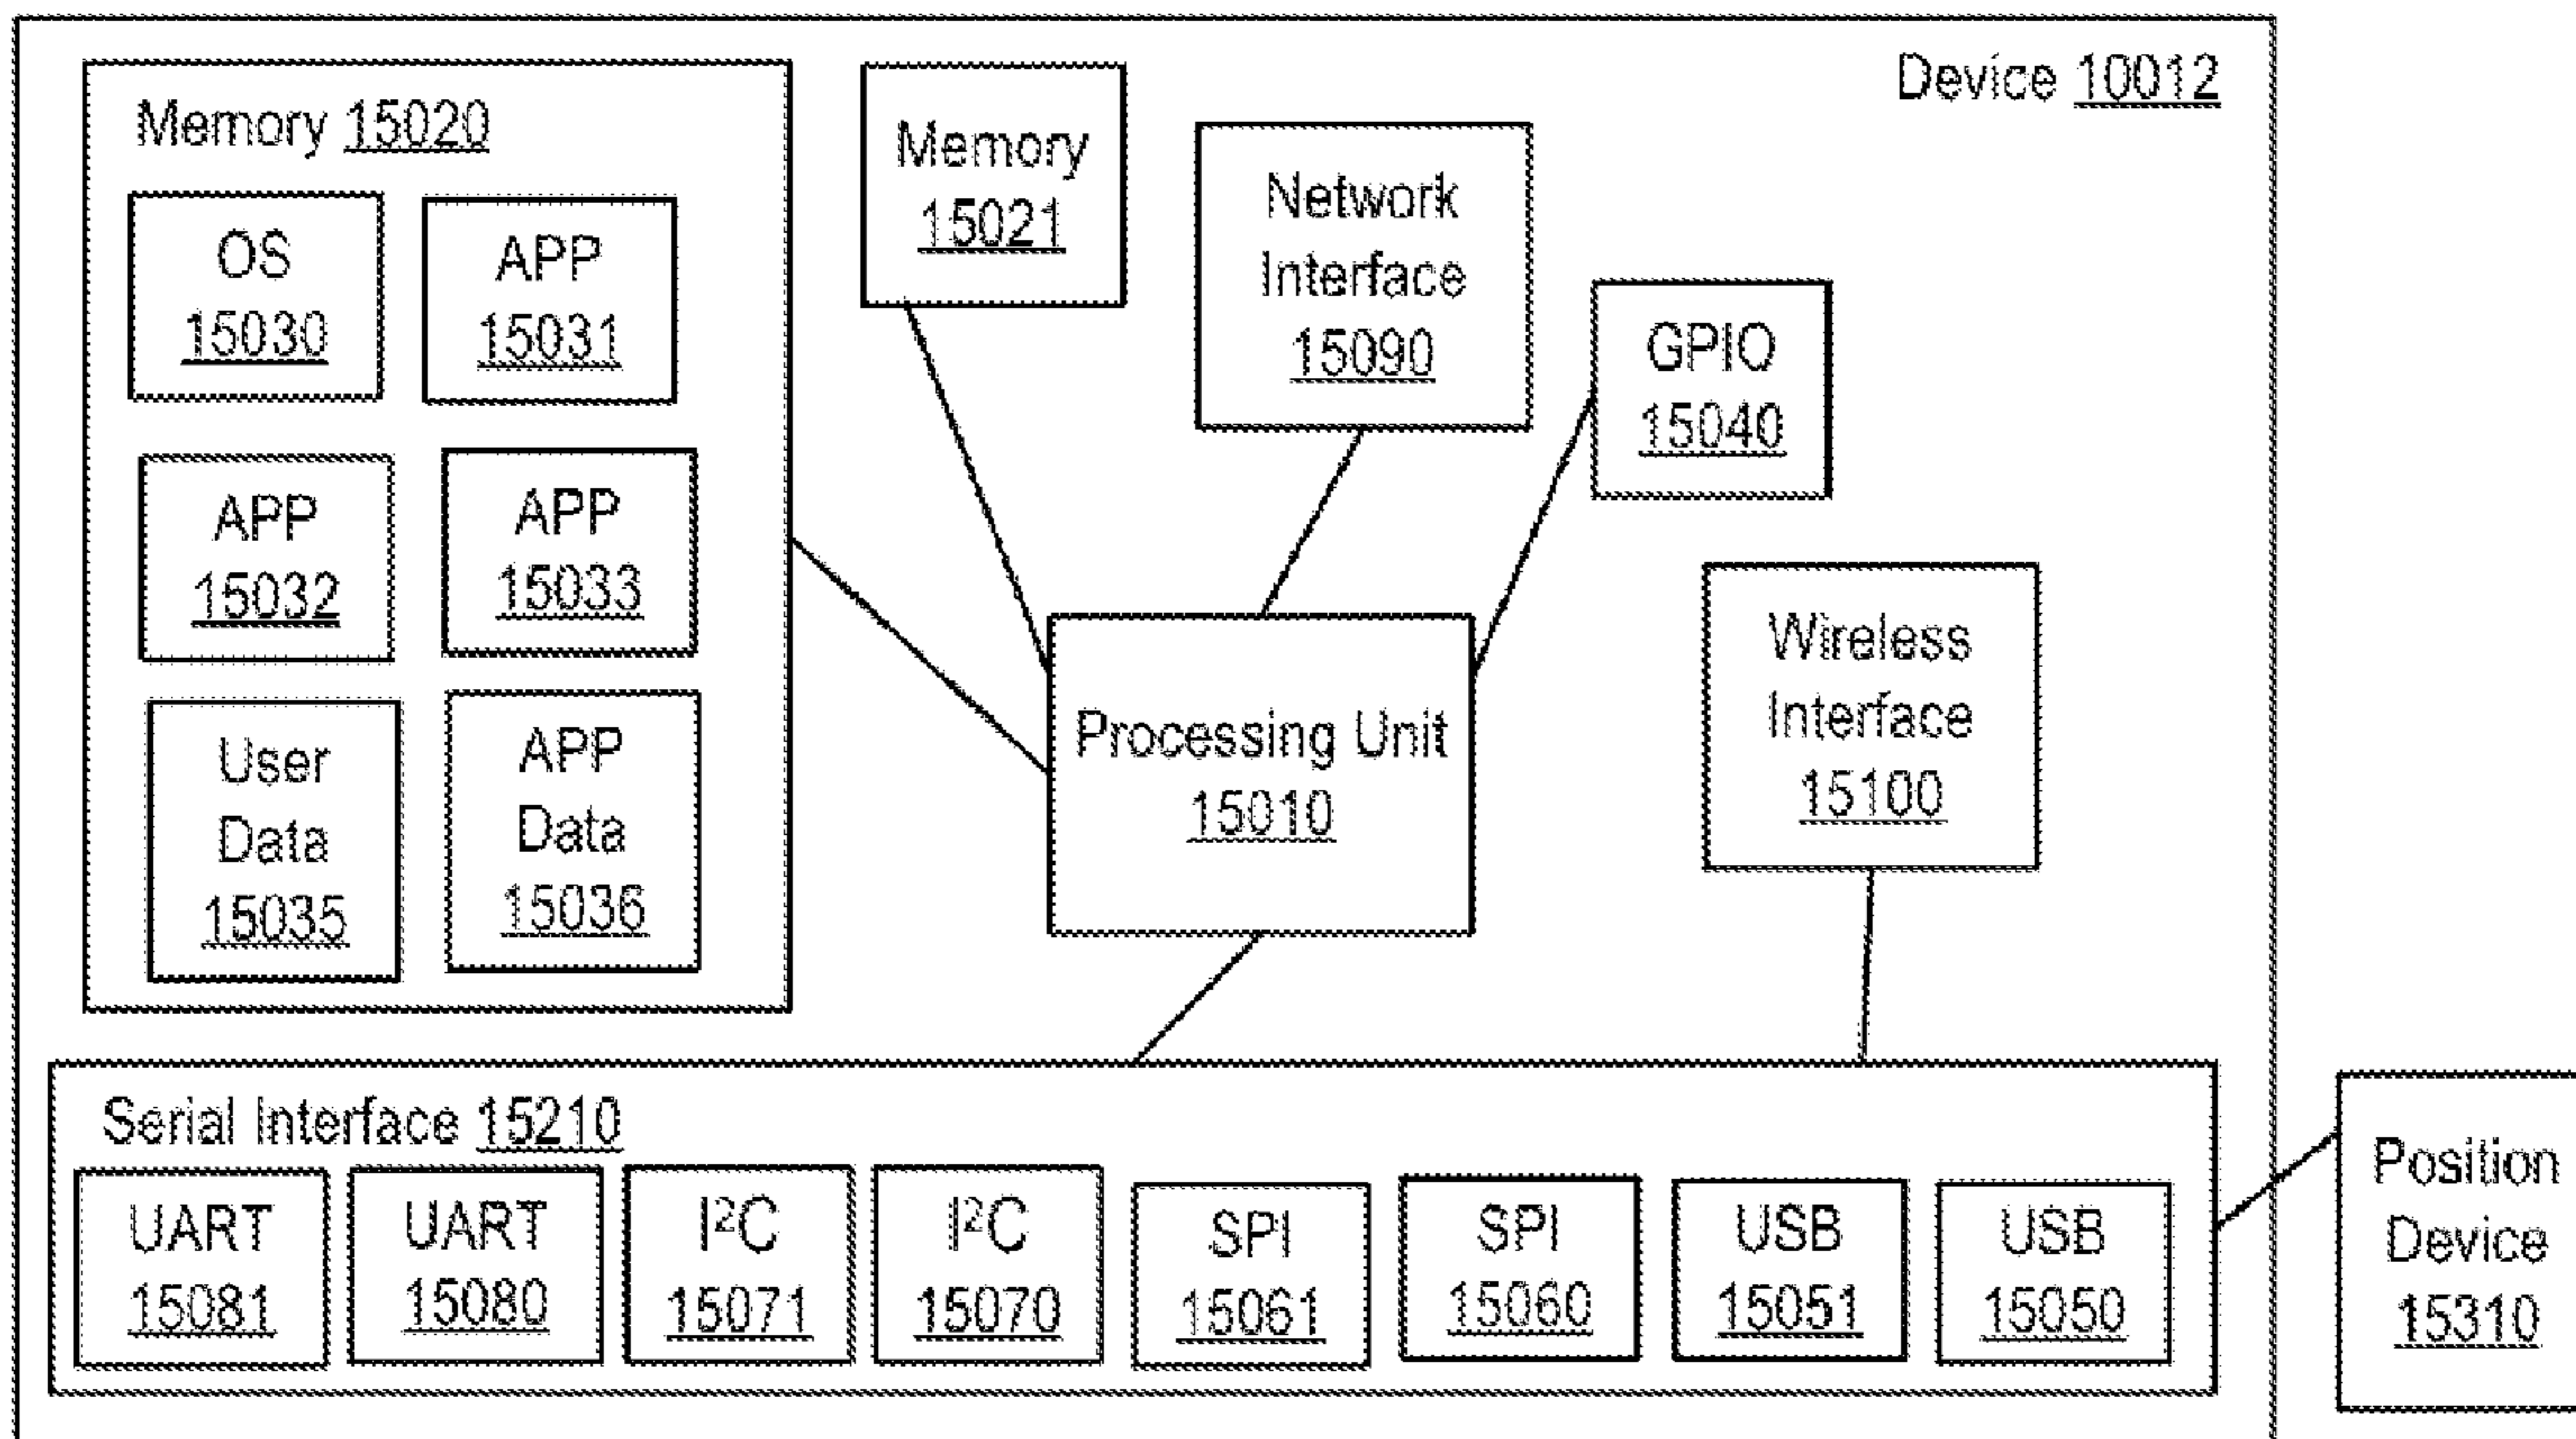 Device 10012
Memory 15020
OS
15030
APP
15031
APP
15032
APP
15033
User
Data
15035
APP
Data
15036
Memory
15021
Network
Interface
15090
GPIO
15040
Processing Unit
15010
Wireless
Interface
15100
Serial Interface 15210
UART
15081
UART
15080
I²C
15071
I²C
15070
SPI
15061
SPI
15060
USB
15051
USB
15050
Position
Device
15310